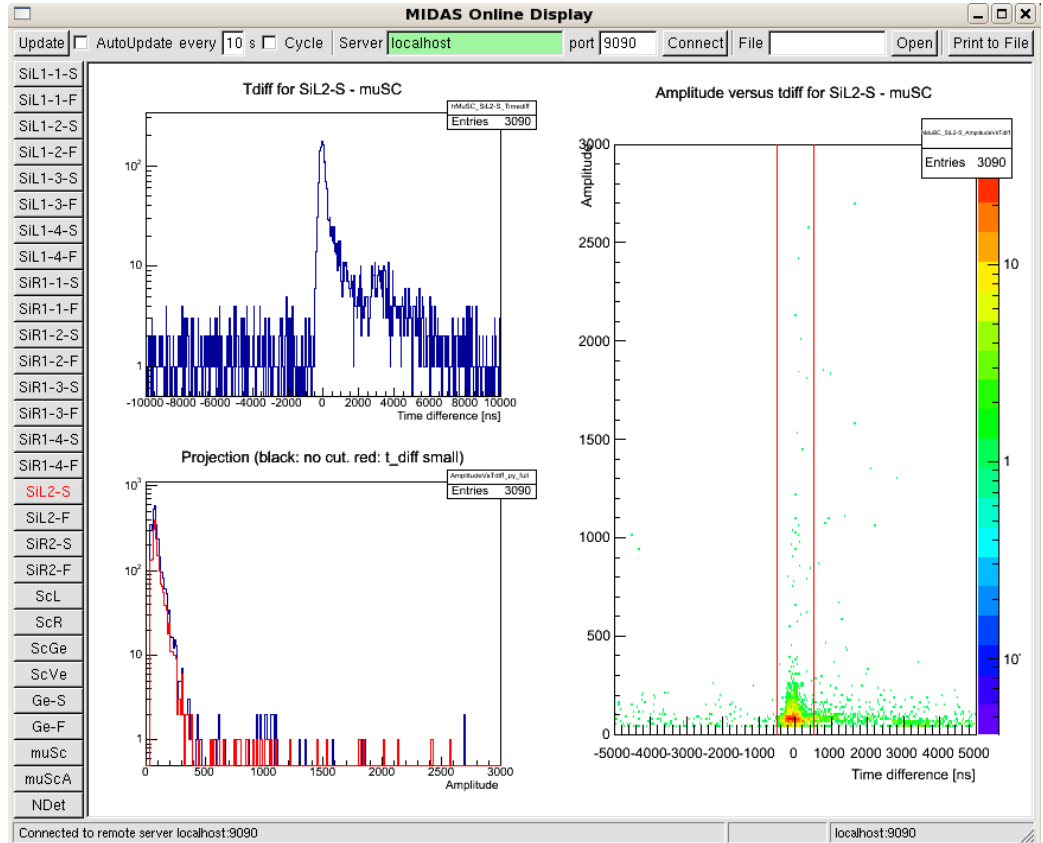 MIDAS Online Display
Update AutoUpdate every 10 s Cycle Server localhost port 9090 Connect File Open Print to File
SiL1-1-S
SiL1-1-F
SiL1-2-S
SiL1-2-F
SiL1-3-S
SiL1-3-F
SiL1-4-S
SiL1-4-F
SiR1-1-S
SiR1-1-F
SiR1-2-S
SiR1-2-F
SiR1-3-S
SiR1-3-F
SiR1-4-S
SiR1-4-F
SiL2-S
SiL2-F
SiR2-S
SiR2-F
ScL
ScR
ScGe
ScVe
Ge-S
Ge-F
muSc
muScA
NDet
Tdiff for SiL2-S - muSC
hMuSC_SiL2-S_Timediff
Entries 3090
10²
10
1
-10000 -8000 -6000 -4000 -2000 0 2000 4000 6000 8000 10000
Time difference [ns]
Projection (black: no cut. red: t_diff small)
AmplitudeVsTdiff_py_full
Entries 3090
10³
10²
10
1
0 500 1000 1500 2000 2500 3000
Amplitude
Amplitude versus tdiff for SiL2-S - muSC
hMuSC_SiL2-S_AmplitudeVsTdiff
Entries 3090
Amplitude
3000
2500
2000
1500
1000
500
0
-5000 -4000 -3000 -2000 -1000 0 1000 2000 3000 4000 5000
Time difference [ns]
10
1
Connected to remote server localhost:9090
localhost:9090